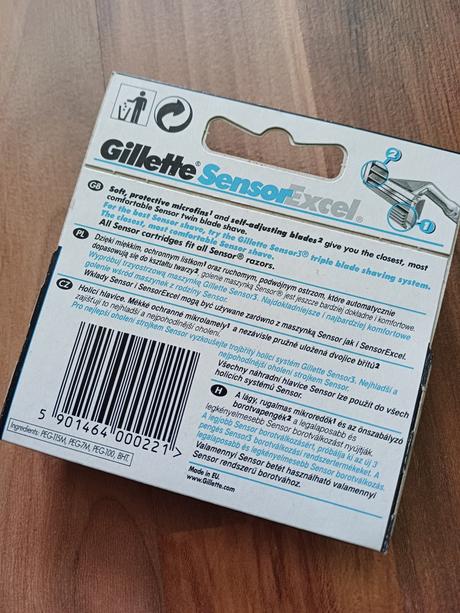 Gillette® SensorExcel®
2
1
GB Soft, protective microfins¹ and self-adjusting blades² give you the closest, most
comfortable Sensor twin blade shave.
For the best Sensor shave, try the Gillette Sensor3® triple blade shaving system.
The closest, most comfortable Sensor shave.
All Sensor cartridges fit all Sensor® razors.
PL Dzięki miękkim, ochronnym listkom¹ oraz ruchomym, podwójnym ostrzom, które automatycznie
dopasowują się do kształtu twarzy², golenie maszynką Sensor® jest jeszcze bardziej dokładne i komfortowe.
Wypróbuj trzyostrzową maszynkę Gillette Sensor3. Najdokładniejsze i najbardziej komfortowe
golenie wśród maszynek z rodziny Sensor.
Wkłady Sensor i SensorExcel mogą być używane zarówno z maszynką Sensor jak i SensorExcel.
CZ Holicí hlavice. Měkké ochranné mikrolamely¹ a nezávisle pružně uložená dvojice břitů²
zajišťují to nejhladší a nejpohodlnější oholení.
Pro nejlepší oholení strojkem Sensor vyzkoušejte trojbřitý holicí systém Gillette Sensor3. Nejhladší a
nejpohodlnější oholení strojkem Sensor.
Všechny náhradní hlavice Sensor lze použít do všech
holicích systémů Sensor.
H A lágy, rugalmas mikroredők¹ és az önszabályzó
borotvapengék² a legalaposabb és
legkényelmesebb Sensor borotválkozást nyújtják.
A legjobb Sensor borotválkozásért, próbálja ki az új 3
pengés Sensor3 borotválkozási rendszertermékeket. A
legalaposabb és legkényelmesebb Sensor borotválkozás.
Valamennyi Sensor betét használható valamennyi
Sensor rendszerű borotvához.
5 901464 000221 >
Ingredients: PEG-115M, PEG-7M, PEG-100, BHT.
Made in EU.
www.Gillette.com